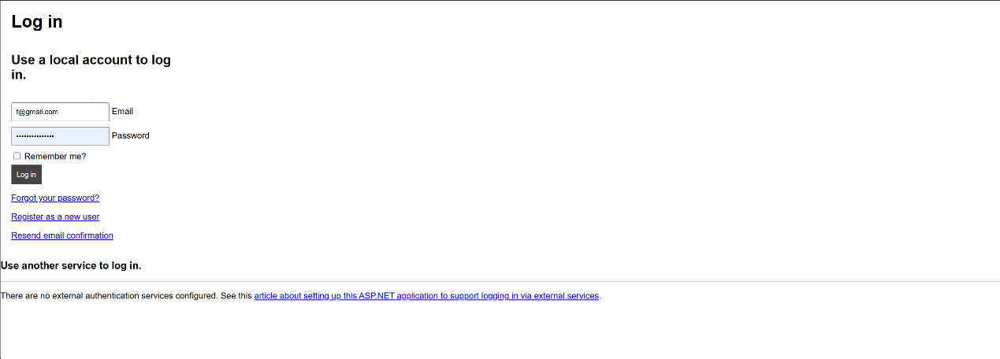 Log in
Use a local account to log
in.
f@gmail.com Email
•••••••••••••• Password
Remember me?
Log in
Forgot your password?
Register as a new user
Resend email confirmation
Use another service to log in.
There are no external authentication services configured. See this article about setting up this ASP.NET application to support logging in via external services.